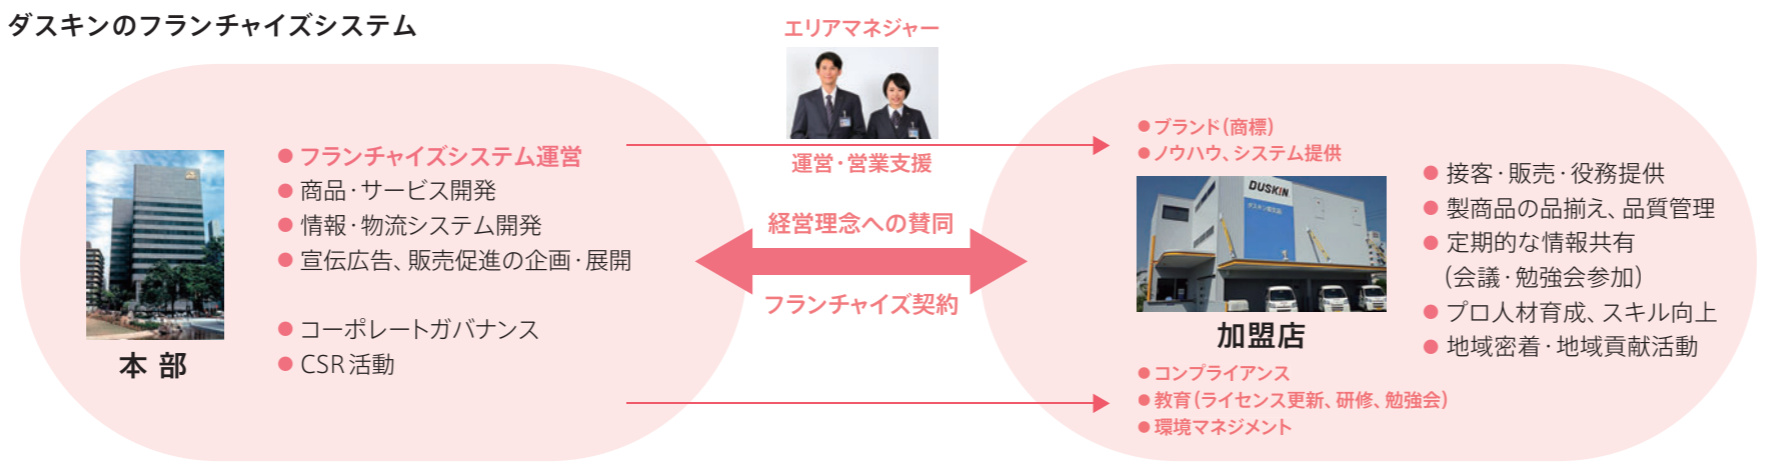 ダスキンのフランチャイズシステム
エリアマネジャー
運営・営業支援
経営理念への賛同
フランチャイズ契約
● フランチャイズシステム運営
● 商品・サービス開発
● 情報・物流システム開発
● 宣伝広告、販売促進の企画・展開
● コーポレートガバナンス
● CSR活動
本部
● ブランド(商標)
● ノウハウ、システム提供
DUSKIN
加盟店
● コンプライアンス
● 教育(ライセンス更新、研修、勉強会)
● 環境マネジメント
● 接客・販売・役務提供
● 製商品の品揃え、品質管理
● 定期的な情報共有
(会議・勉強会参加)
● プロ人材育成、スキル向上
● 地域密着・地域貢献活動